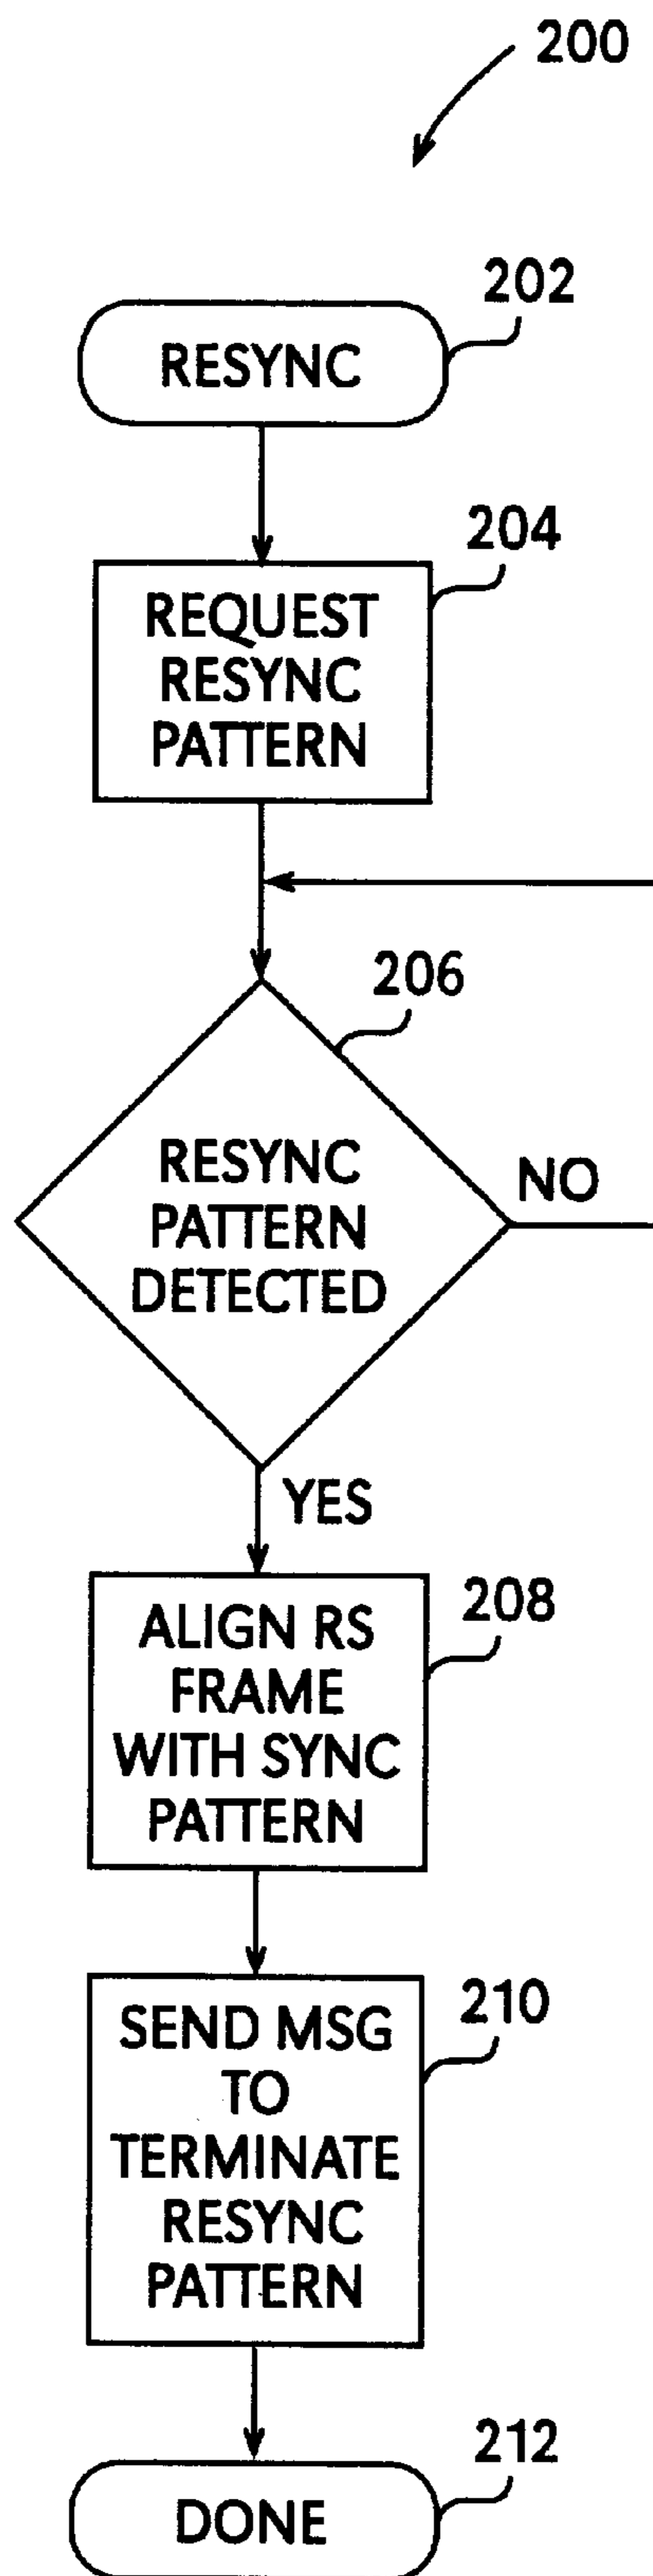 200
202
RESYNC
204
REQUEST
RESYNC
PATTERN
206
RESYNC
PATTERN
DETECTED
NO
YES
208
ALIGN RS
FRAME
WITH SYNC
PATTERN
210
SEND MSG
TO
TERMINATE
RESYNC
PATTERN
212
DONE